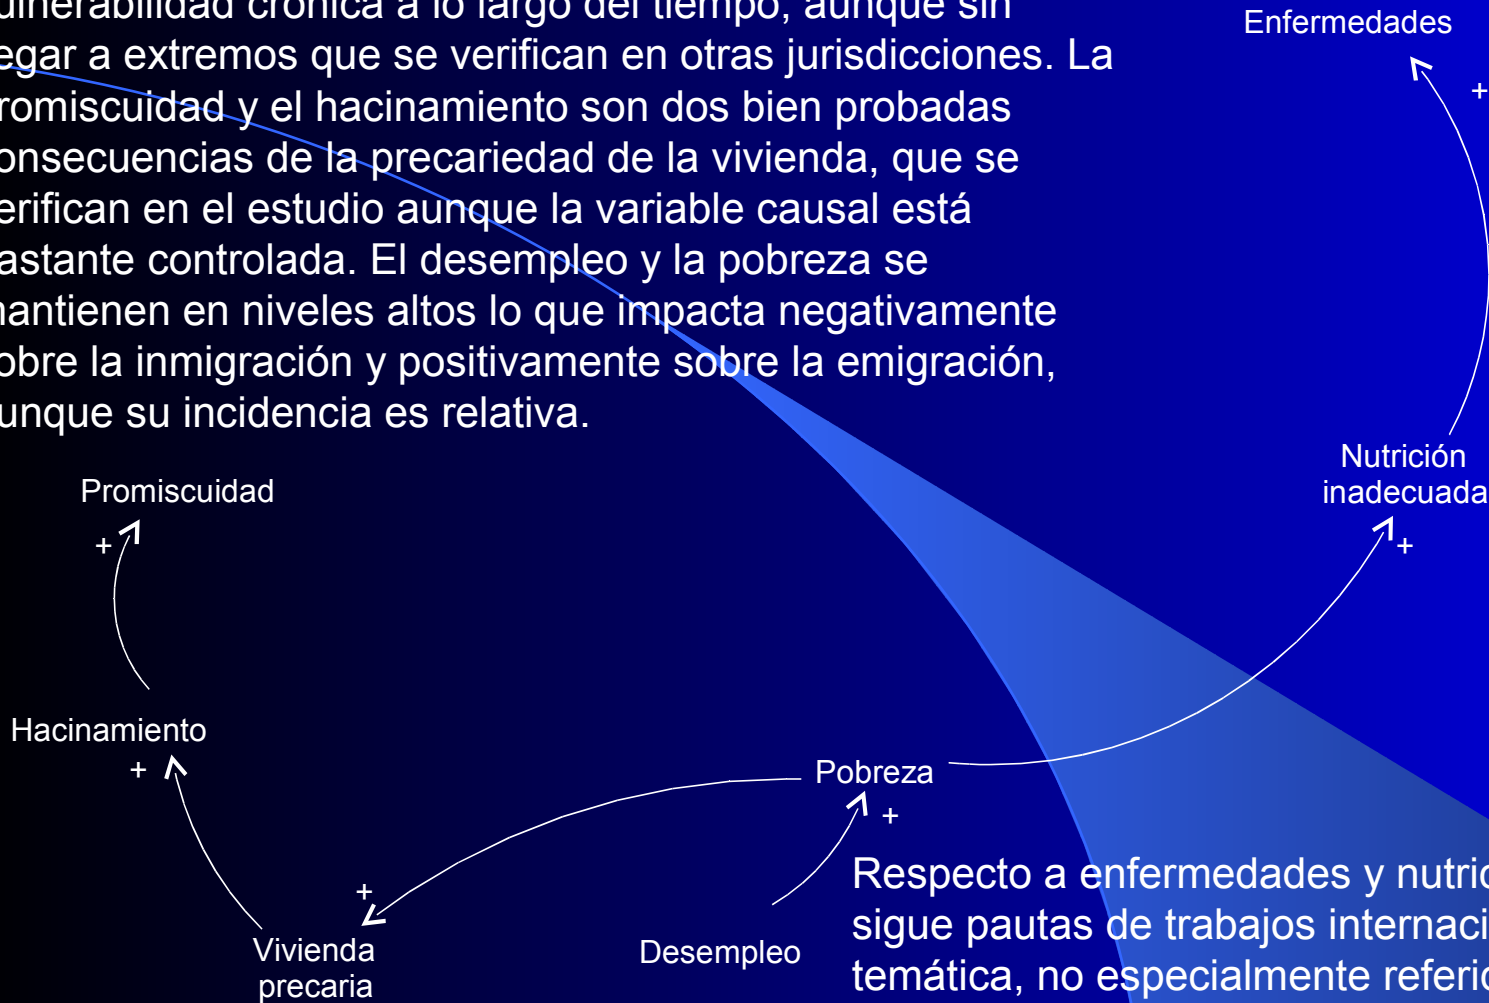 ulnerabilidad crónica a lo largo del tiempo, aunque sin
egar a extremos que se verifican en otras jurisdicciones. La
romiscuidad y el hacinamiento son dos bien probadas
onsecuencias de la precariedad de la vivienda, que se
erifican en el estudio aunque la variable causal está
astante controlada. El desempleo y la pobreza se
mantienen en niveles altos lo que impacta negativamente
obre la inmigración y positivamente sobre la emigración,
unque su incidencia es relativa.
Enfermedades
+
Nutrición
inadecuada
+
Promiscuidad
+
Hacinamiento
+
Pobreza
+
+
Vivienda
precaria
Desempleo
Respecto a enfermedades y nutric
sigue pautas de trabajos internaci
temática, no especialmente referid